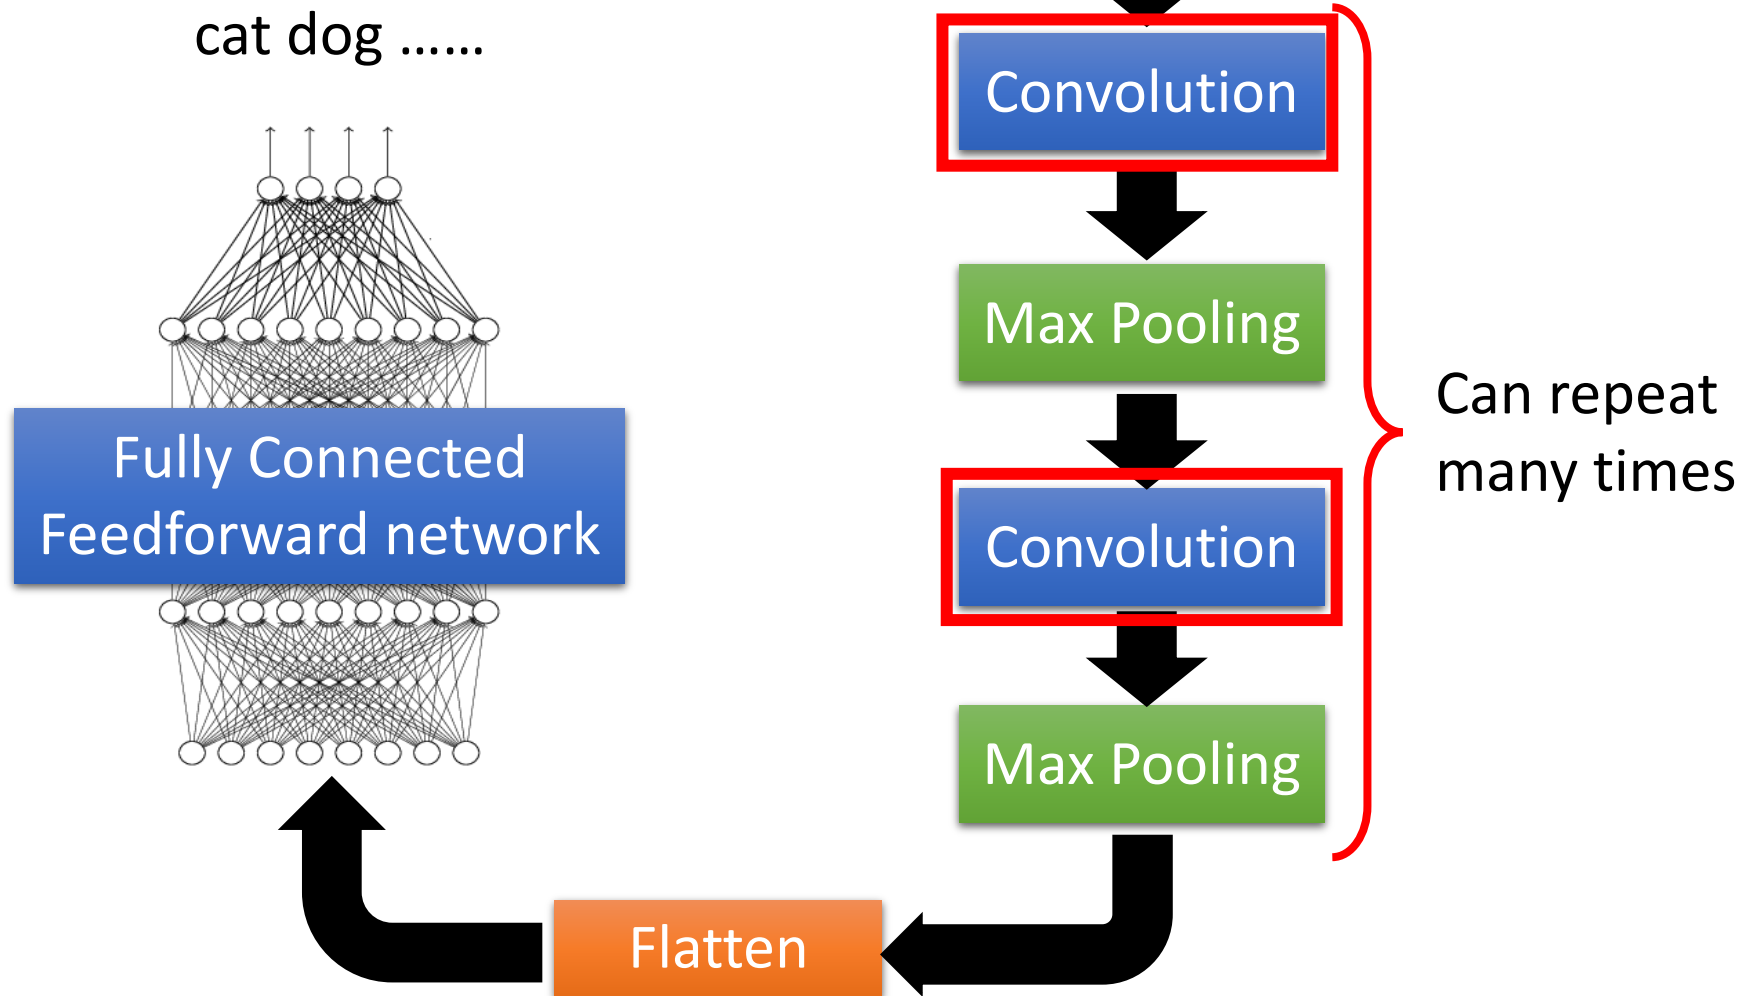 cat dog ......
Convolution
Max Pooling
Can repeat
many times
Fully Connected
Feedforward network
Convolution
Max Pooling
Flatten